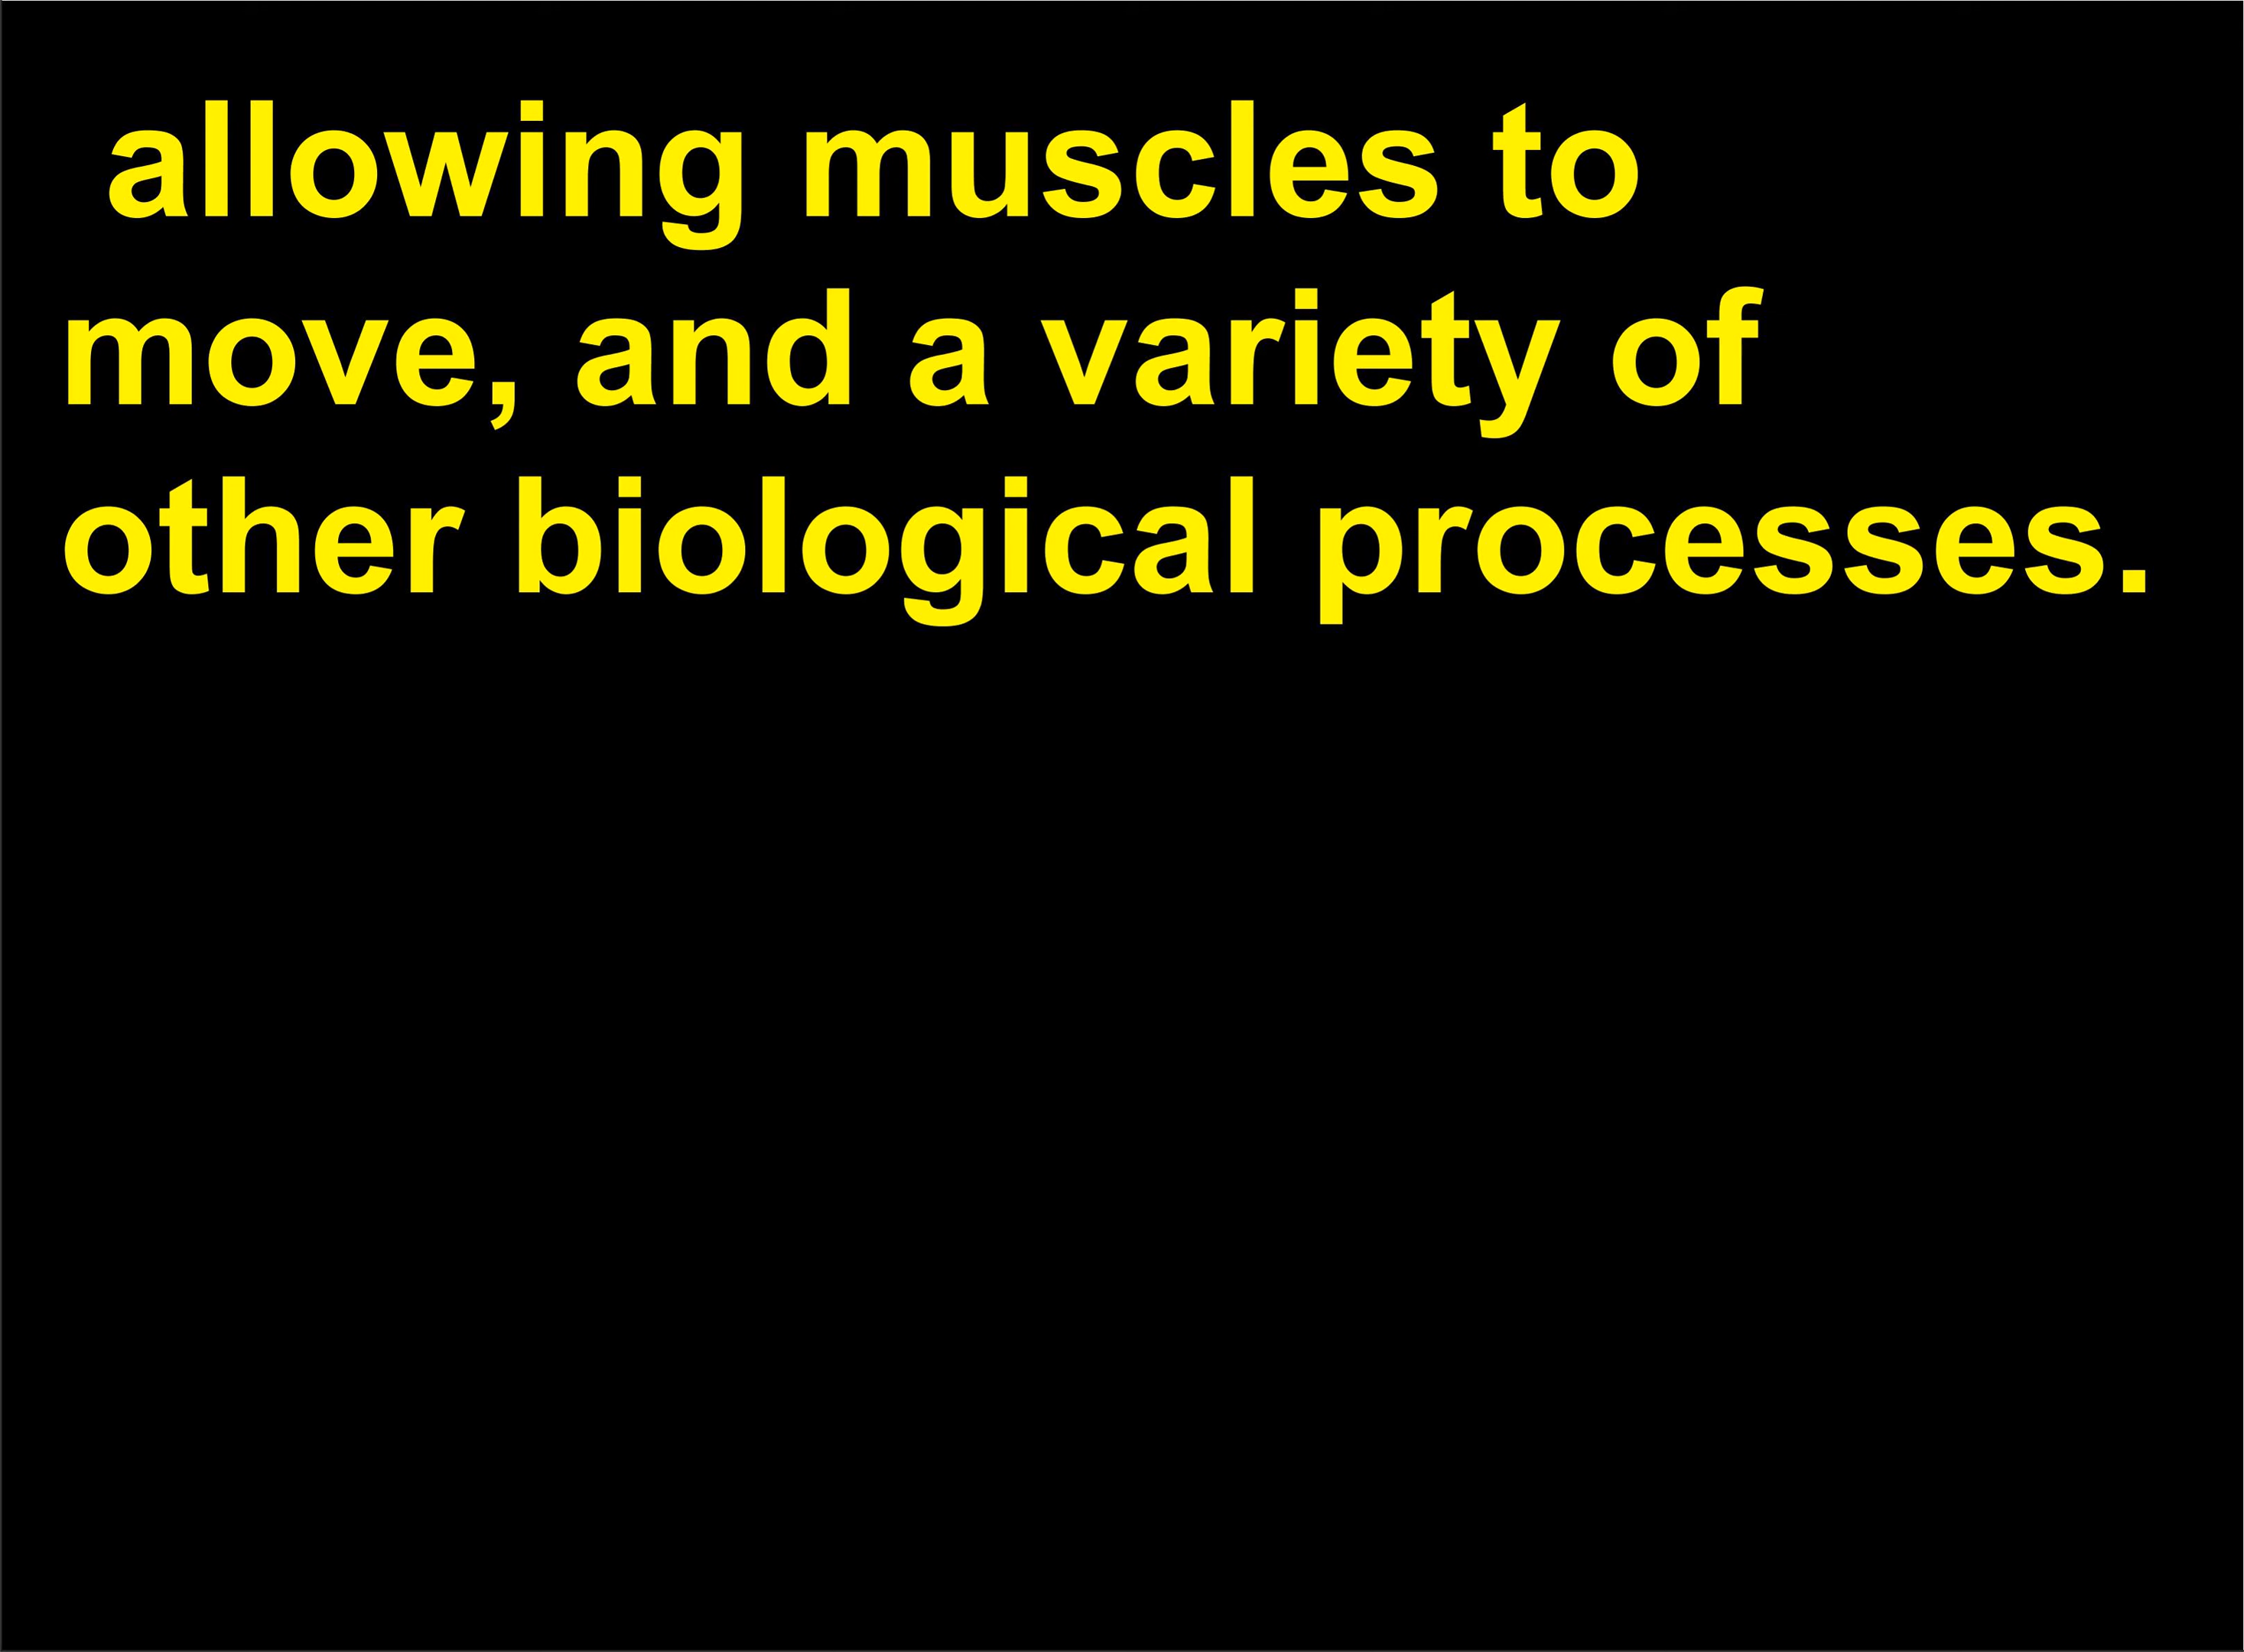 allowing muscles to
move, and a variety of
other biological processes.